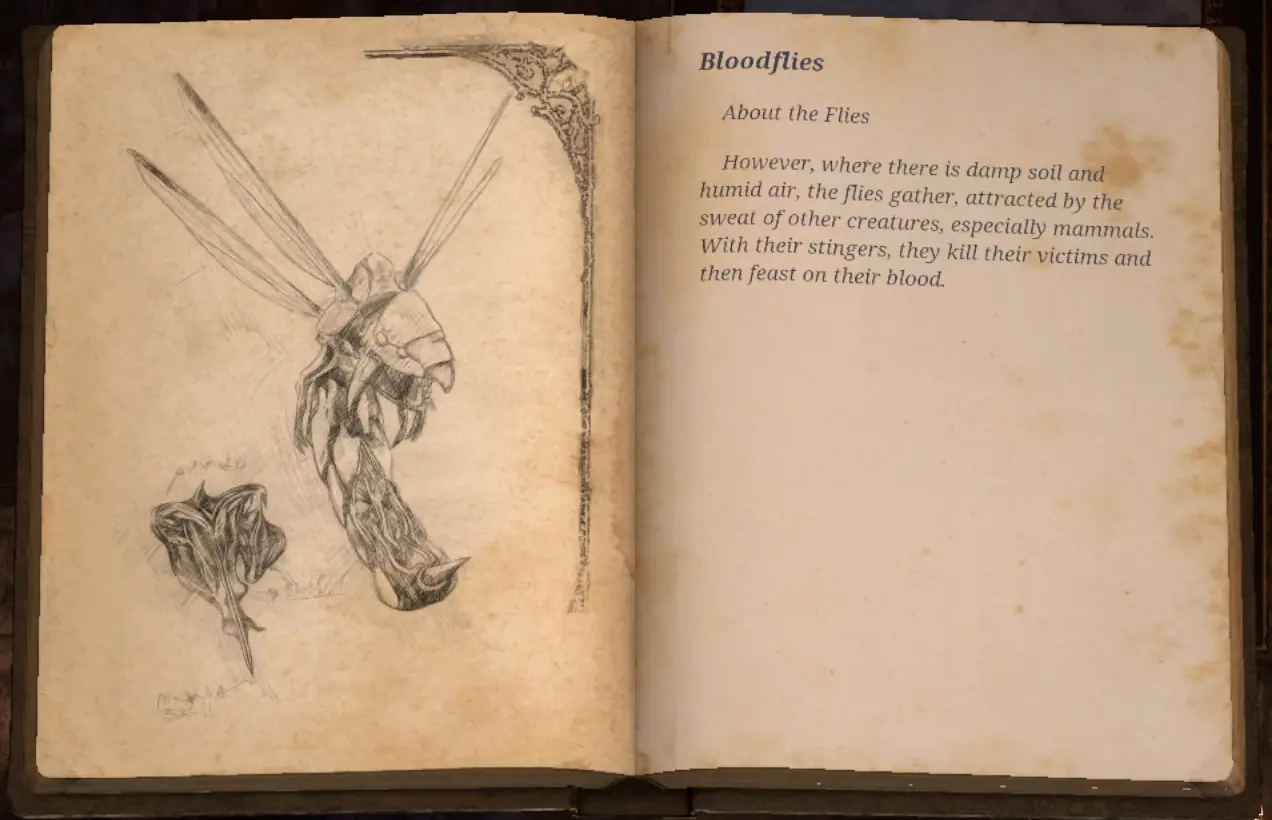 Bloodflies
About the Flies
However, where there is damp soil and
humid air, the flies gather, attracted by the
sweat of other creatures, especially mammals.
With their stingers, they kill their victims and
then feast on their blood.